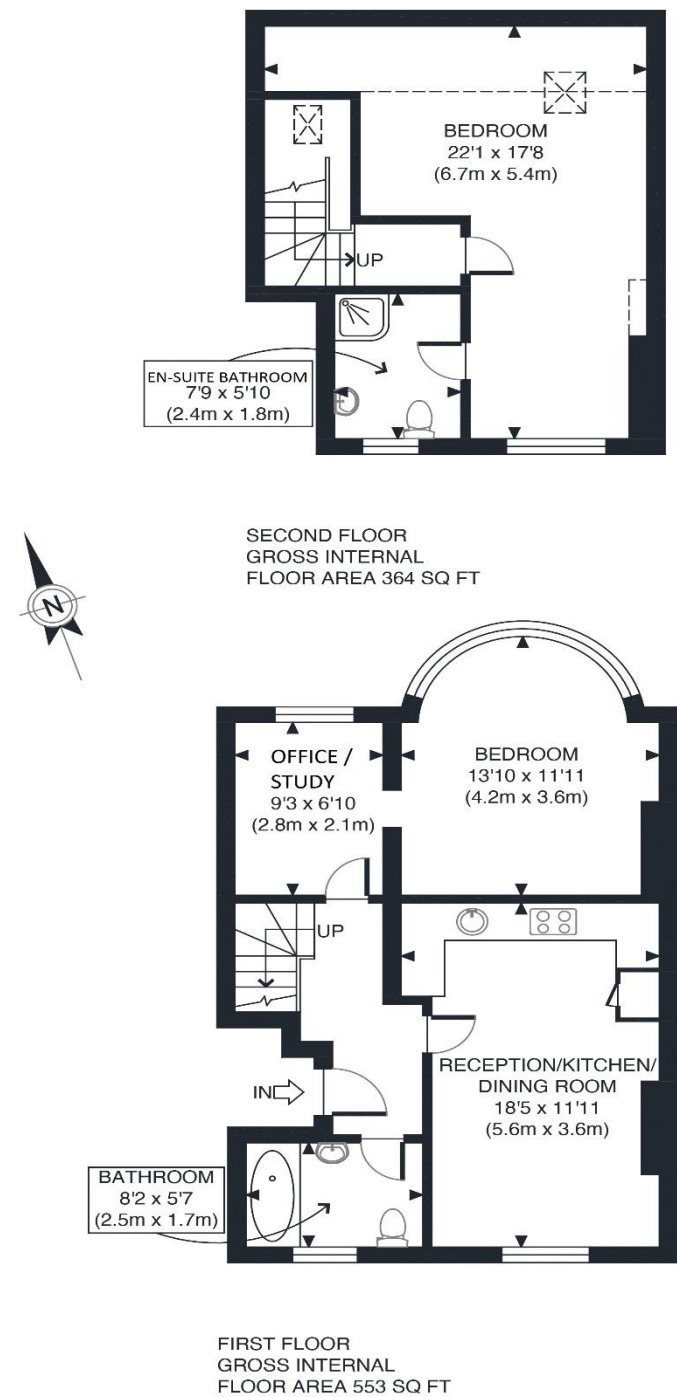 BEDROOM
22'1 x 17'8
(6.7m x 5.4m)
UP
EN-SUITE BATHROOM
7'9 x 5'10
(2.4m x 1.8m)
SECOND FLOOR
GROSS INTERNAL
FLOOR AREA 364 SQ FT
N
OFFICE /
STUDY
9'3 x 6'10
(2.8m x 2.1m)
BEDROOM
13'10 x 11'11
(4.2m x 3.6m)
UP
RECEPTION/KITCHEN/
DINING ROOM
18'5 x 11'11
(5.6m x 3.6m)
IN
BATHROOM
8'2 x 5'7
(2.5m x 1.7m)
FIRST FLOOR
GROSS INTERNAL
FLOOR AREA 553 SQ FT